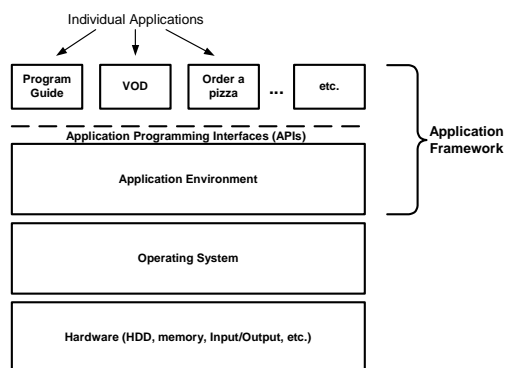 Individual Applications
Program
Guide
VOD
Order a
pizza
...
etc.
Application Programming Interfaces (APIs)
Application
Framework
Application Environment
Operating System
Hardware (HDD, memory, Input/Output, etc.)